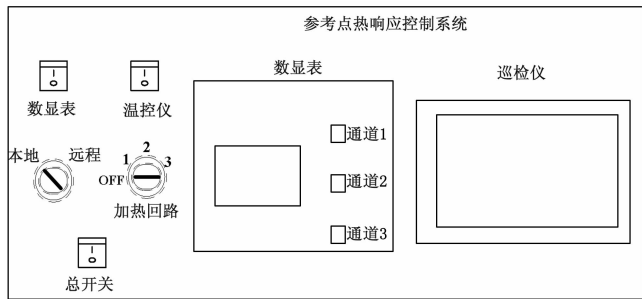 参考点热响应控制系统
数显表
温控仪
数显表
巡检仪
本地
远程
1
2
3
OFF
加热回路
总开关
通道1
通道2
通道3